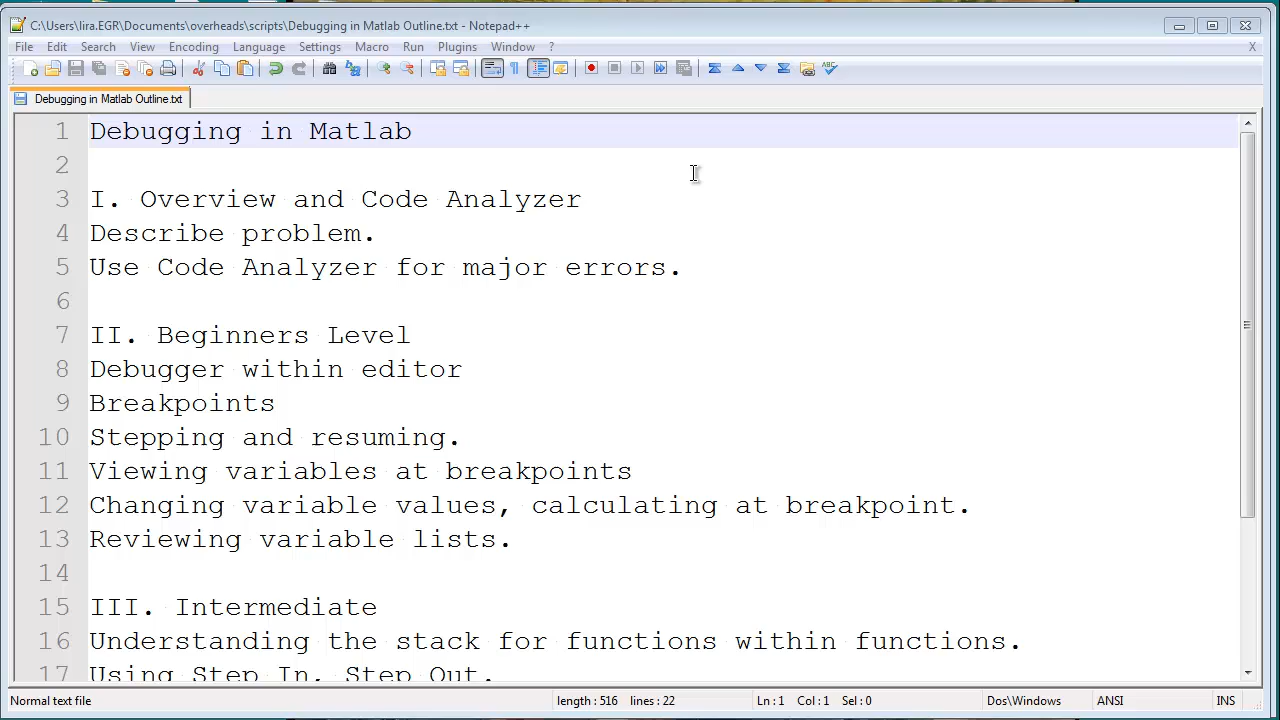 C:\Users\lira.EGR\Documents\overheads\scripts\Debugging in Matlab Outline.txt - Notepad++
File Edit Search View Encoding Language Settings Macro Run Plugins Window ? X
Debugging in Matlab Outline.txt
1 Debugging in Matlab
2
3 I. Overview and Code Analyzer
4 Describe problem.
5 Use Code Analyzer for major errors.
6
7 II. Beginners Level
8 Debugger within editor
9 Breakpoints
10 Stepping and resuming.
11 Viewing variables at breakpoints
12 Changing variable values, calculating at breakpoint.
13 Reviewing variable lists.
14
15 III. Intermediate
16 Understanding the stack for functions within functions.
17 Using Step In, Step Out.
Normal text file length : 516 lines : 22 Ln : 1 Col : 1 Sel : 0 Dos\Windows ANSI INS